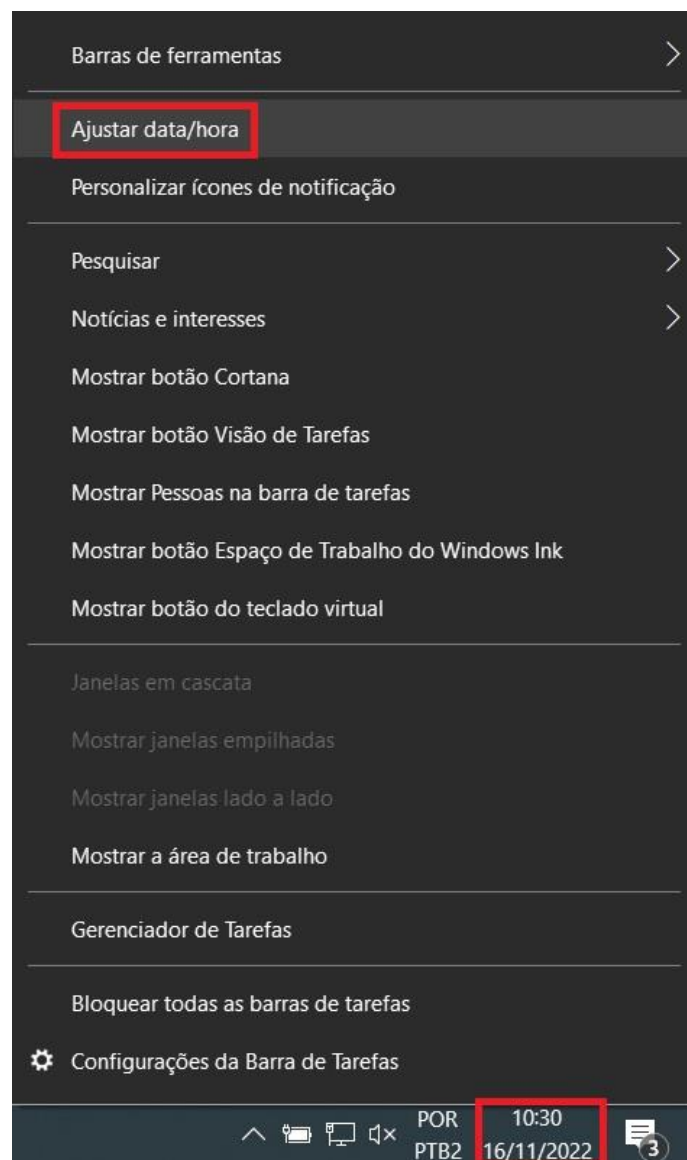 Barras de ferramentas
Ajustar data/hora
Personalizar ícones de notificação
Pesquisar
Notícias e interesses
Mostrar botão Cortana
Mostrar botão Visão de Tarefas
Mostrar Pessoas na barra de tarefas
Mostrar botão Espaço de Trabalho do Windows Ink
Mostrar botão do teclado virtual
Janelas em cascata
Mostrar janelas empilhadas
Mostrar janelas lado a lado
Mostrar a área de trabalho
Gerenciador de Tarefas
Bloquear todas as barras de tarefas
Configurações da Barra de Tarefas
POR 10:30
PTB2 16/11/2022 3